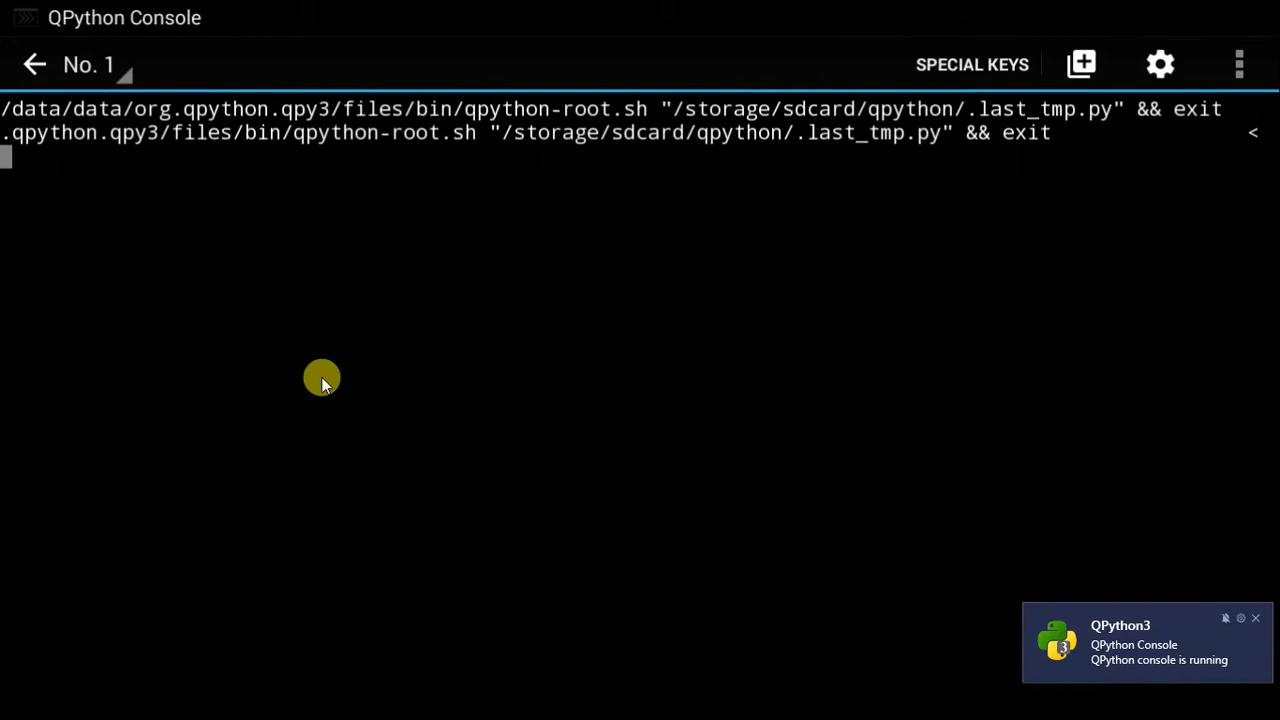 QPython Console
No. 1
SPECIAL KEYS
/data/data/org.qpython.qpy3/files/bin/qpython-root.sh "/storage/sdcard/qpython/.last_tmp.py" && exit
.qpython.qpy3/files/bin/qpython-root.sh "/storage/sdcard/qpython/.last_tmp.py" && exit <
QPython3
QPython Console
QPython console is running